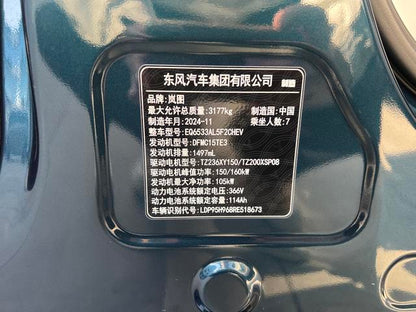 东风汽车集团有限公司 制造
品牌:岚图
最大允许总质量:3177kg 制造国:中国
制造年月:2024-11 乘坐人数:7
整车型号:EQ6533AL5F2CHEV
发动机型号:DFMC15TE3
发动机排量:1497mL
驱动电机型号:TZ236XY150/TZ200XSP08
驱动电机峰值功率:150/160kW
发动机最大净功率:105kW
动力电池系统额定电压:366V
动力电池系统额定容量:114Ah
车辆识别代号:LDP95H968RE518673